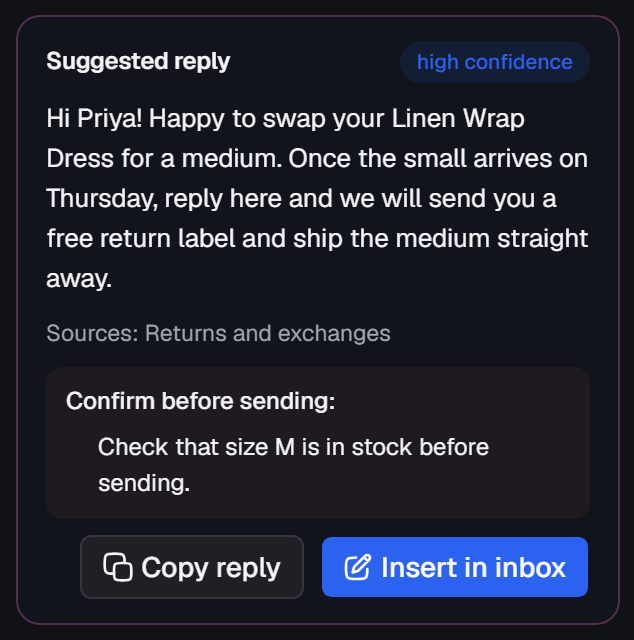 Suggested reply
high confidence
Hi Priya! Happy to swap your Linen Wrap
Dress for a medium. Once the small arrives on
Thursday, reply here and we will send you a
free return label and ship the medium straight
away.
Sources: Returns and exchanges
Confirm before sending:
Check that size M is in stock before
sending.
Copy reply
Insert in inbox